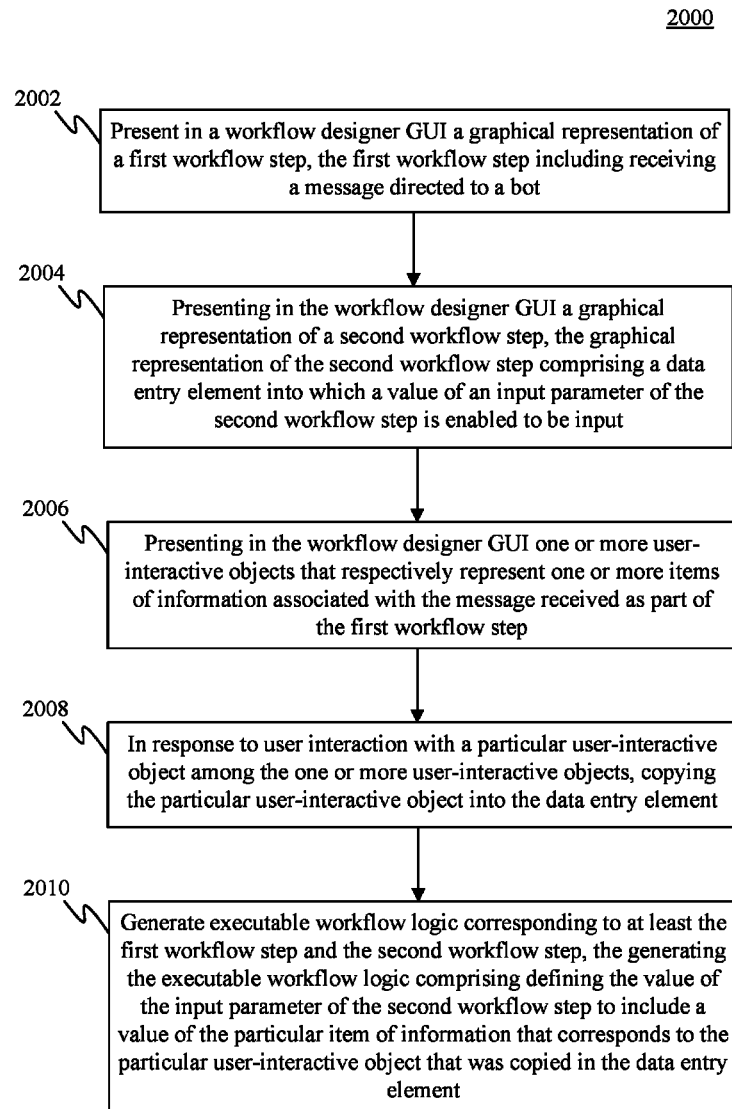 2000
2002
Present in a workflow designer GUI a graphical representation of
a first workflow step, the first workflow step including receiving
a message directed to a bot
2004
Presenting in the workflow designer GUI a graphical
representation of a second workflow step, the graphical
representation of the second workflow step comprising a data
entry element into which a value of an input parameter of the
second workflow step is enabled to be input
2006
Presenting in the workflow designer GUI one or more user-
interactive objects that respectively represent one or more items
of information associated with the message received as part of
the first workflow step
2008
In response to user interaction with a particular user-interactive
object among the one or more user-interactive objects, copying
the particular user-interactive object into the data entry element
2010
Generate executable workflow logic corresponding to at least the
first workflow step and the second workflow step, the generating
the executable workflow logic comprising defining the value of
the input parameter of the second workflow step to include a
value of the particular item of information that corresponds to the
particular user-interactive object that was copied in the data entry
element